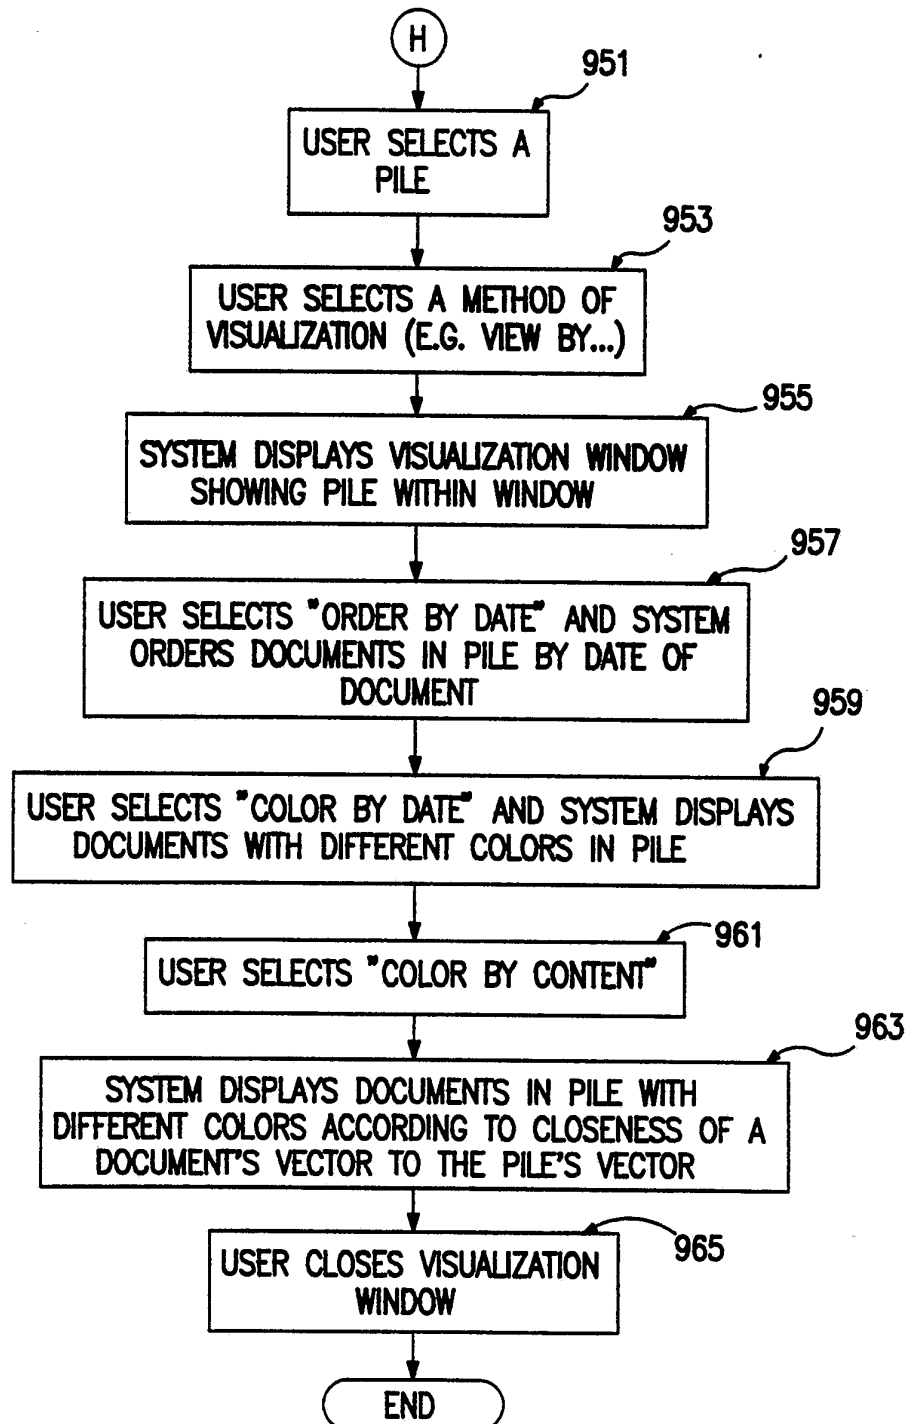 H
951
USER SELECTS A
PILE
953
USER SELECTS A METHOD OF
VISUALIZATION (E.G. VIEW BY...)
955
SYSTEM DISPLAYS VISUALIZATION WINDOW
SHOWING PILE WITHIN WINDOW
957
USER SELECTS "ORDER BY DATE" AND SYSTEM
ORDERS DOCUMENTS IN PILE BY DATE OF
DOCUMENT
959
USER SELECTS "COLOR BY DATE" AND SYSTEM DISPLAYS
DOCUMENTS WITH DIFFERENT COLORS IN PILE
961
USER SELECTS "COLOR BY CONTENT"
963
SYSTEM DISPLAYS DOCUMENTS IN PILE WITH
DIFFERENT COLORS ACCORDING TO CLOSENESS OF A
DOCUMENT'S VECTOR TO THE PILE'S VECTOR
965
USER CLOSES VISUALIZATION
WINDOW
END